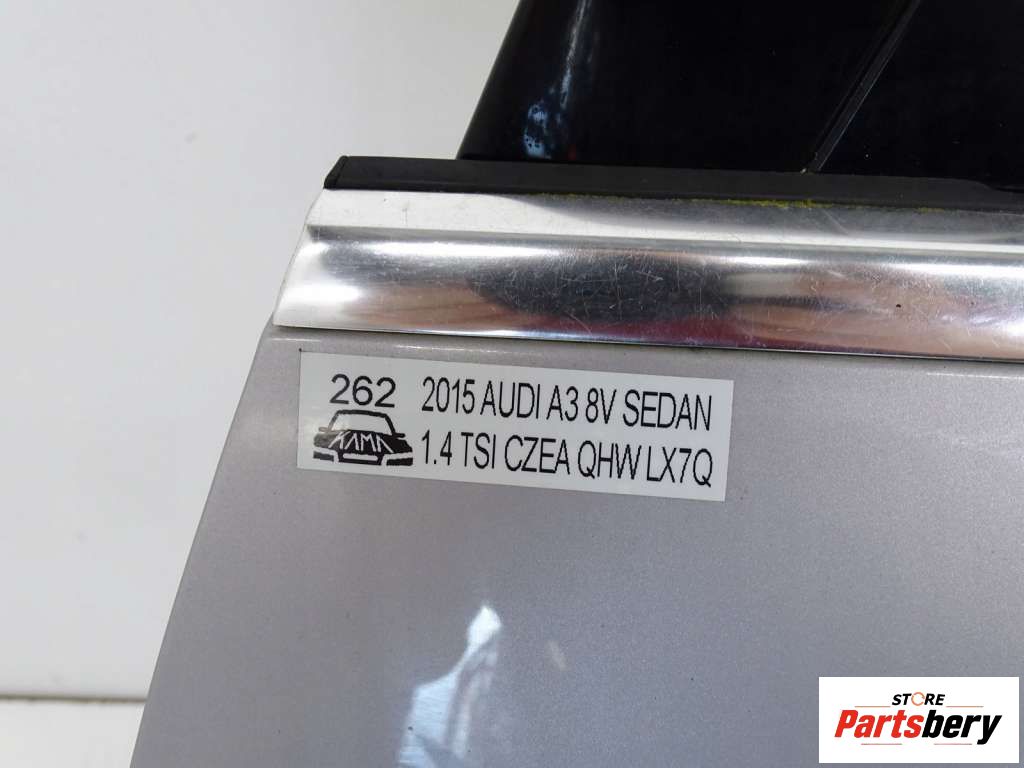 262
2015 AUDI A3 8V SEDAN
KAMA
1.4 TSI CZEA QHW LX7Q
STORE
Partsbery